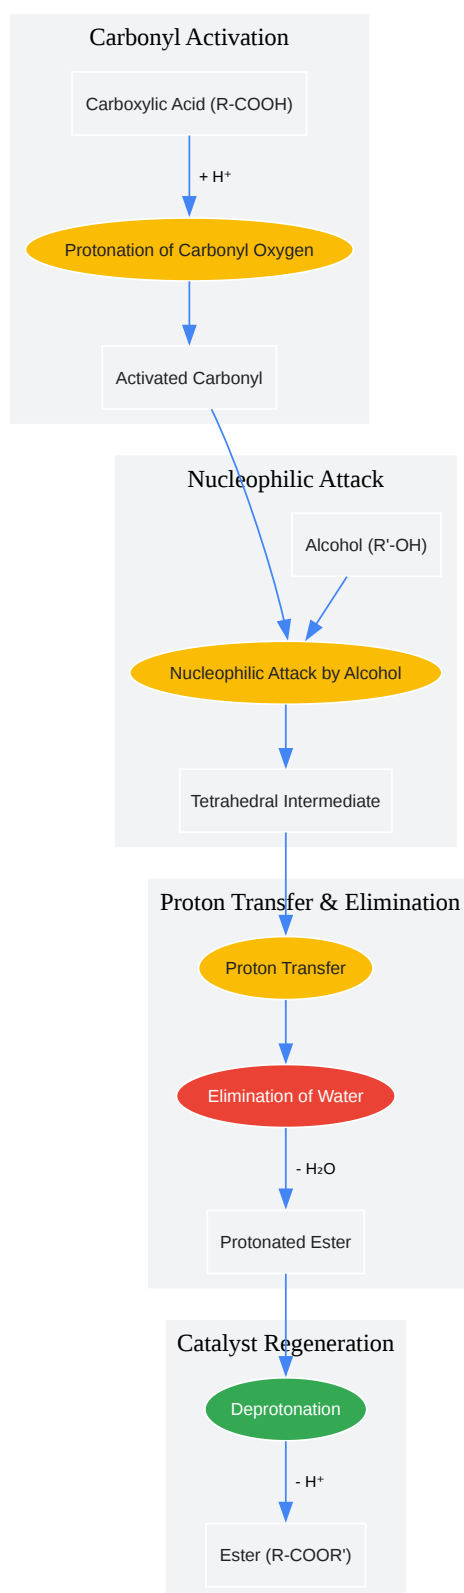 Carbonyl Activation
Carboxylic Acid (R-COOH)
+ H⁺
Protonation of Carbonyl Oxygen
Activated Carbonyl
Nucleophilic Attack
Alcohol (R'-OH)
Nucleophilic Attack by Alcohol
Tetrahedral Intermediate
Proton Transfer & Elimination
Proton Transfer
Elimination of Water
- H₂O
Protonated Ester
Catalyst Regeneration
Deprotonation
- H⁺
Ester (R-COOR')